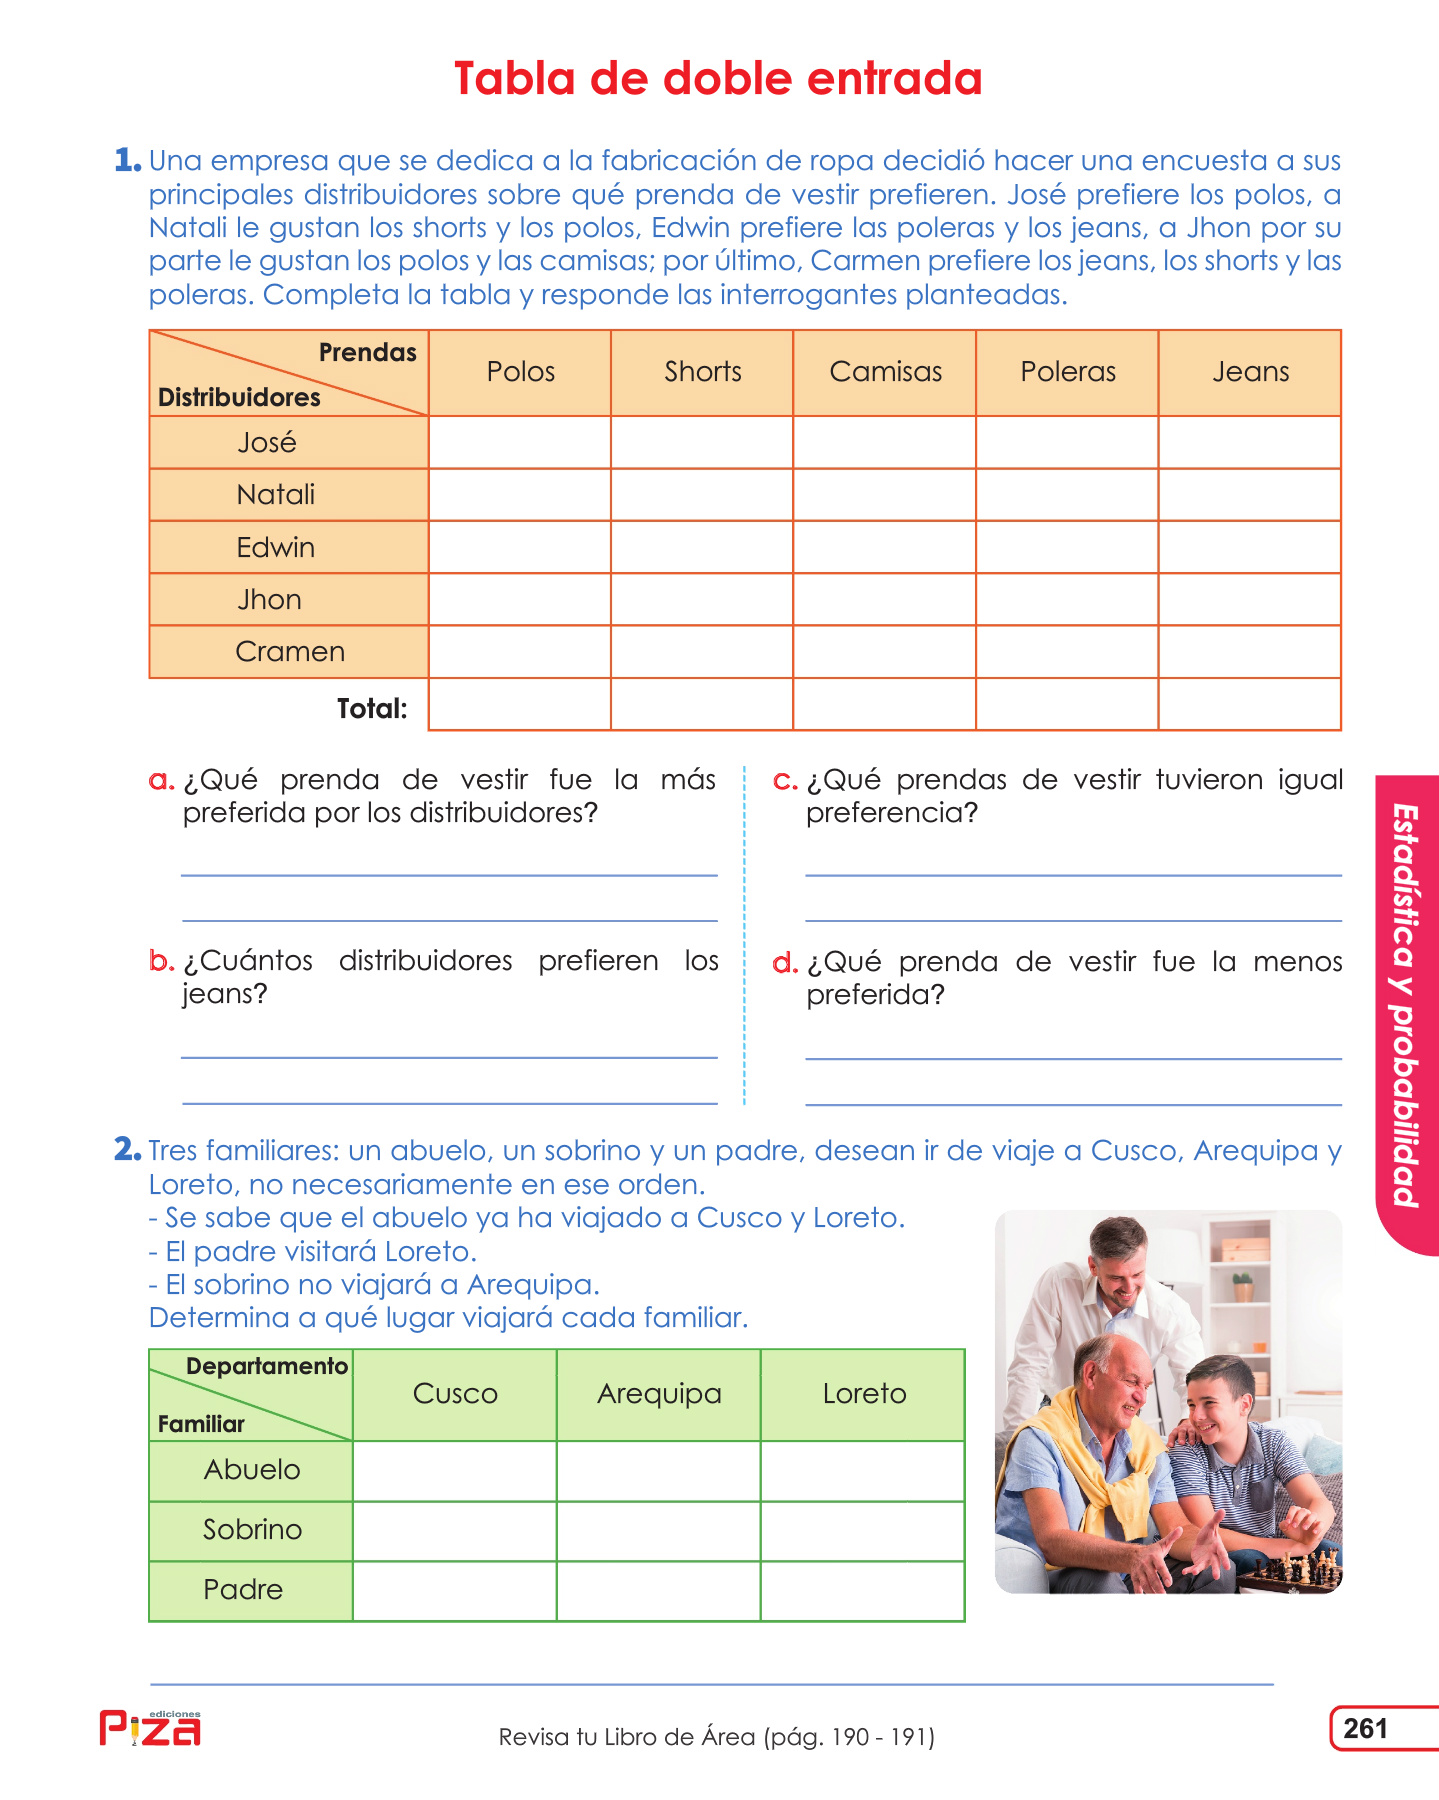 Tabla de doble entrada
1. Una empresa que se dedica a la fabricación de ropa decidió hacer una encuesta a sus
principales distribuidores sobre qué prenda de vestir prefieren. José prefiere los polos, a
Natali le gustan los shorts y los polos, Edwin prefiere las poleras y los jeans, a Jhon por su
parte le gustan los polos y las camisas; por último, Carmen prefiere los jeans, los shorts y las
poleras. Completa la tabla y responde las interrogantes planteadas.
Prendas
Distribuidores
Polos
Shorts
Camisas
Poleras
Jeans
José
Natali
Edwin
Jhon
Cramen
Total:
a. ¿Qué prenda de vestir fue la más
preferida por los distribuidores?
b. ¿Cuántos distribuidores prefieren los
jeans?
c. ¿Qué prendas de vestir tuvieron igual
preferencia?
d. ¿Qué prenda de vestir fue la menos
preferida?
Estadística y probabilidad
2. Tres familiares: un abuelo, un sobrino y un padre, desean ir de viaje a Cusco, Arequipa y
Loreto, no necesariamente en ese orden.
- Se sabe que el abuelo ya ha viajado a Cusco y Loreto.
- El padre visitará Loreto.
- El sobrino no viajará a Arequipa.
Determina a qué lugar viajará cada familiar.
Departamento
Familiar
Cusco
Arequipa
Loreto
Abuelo
Sobrino
Padre
ediciones
Piza
Revisa tu Libro de Área (pág. 190 - 191)
261